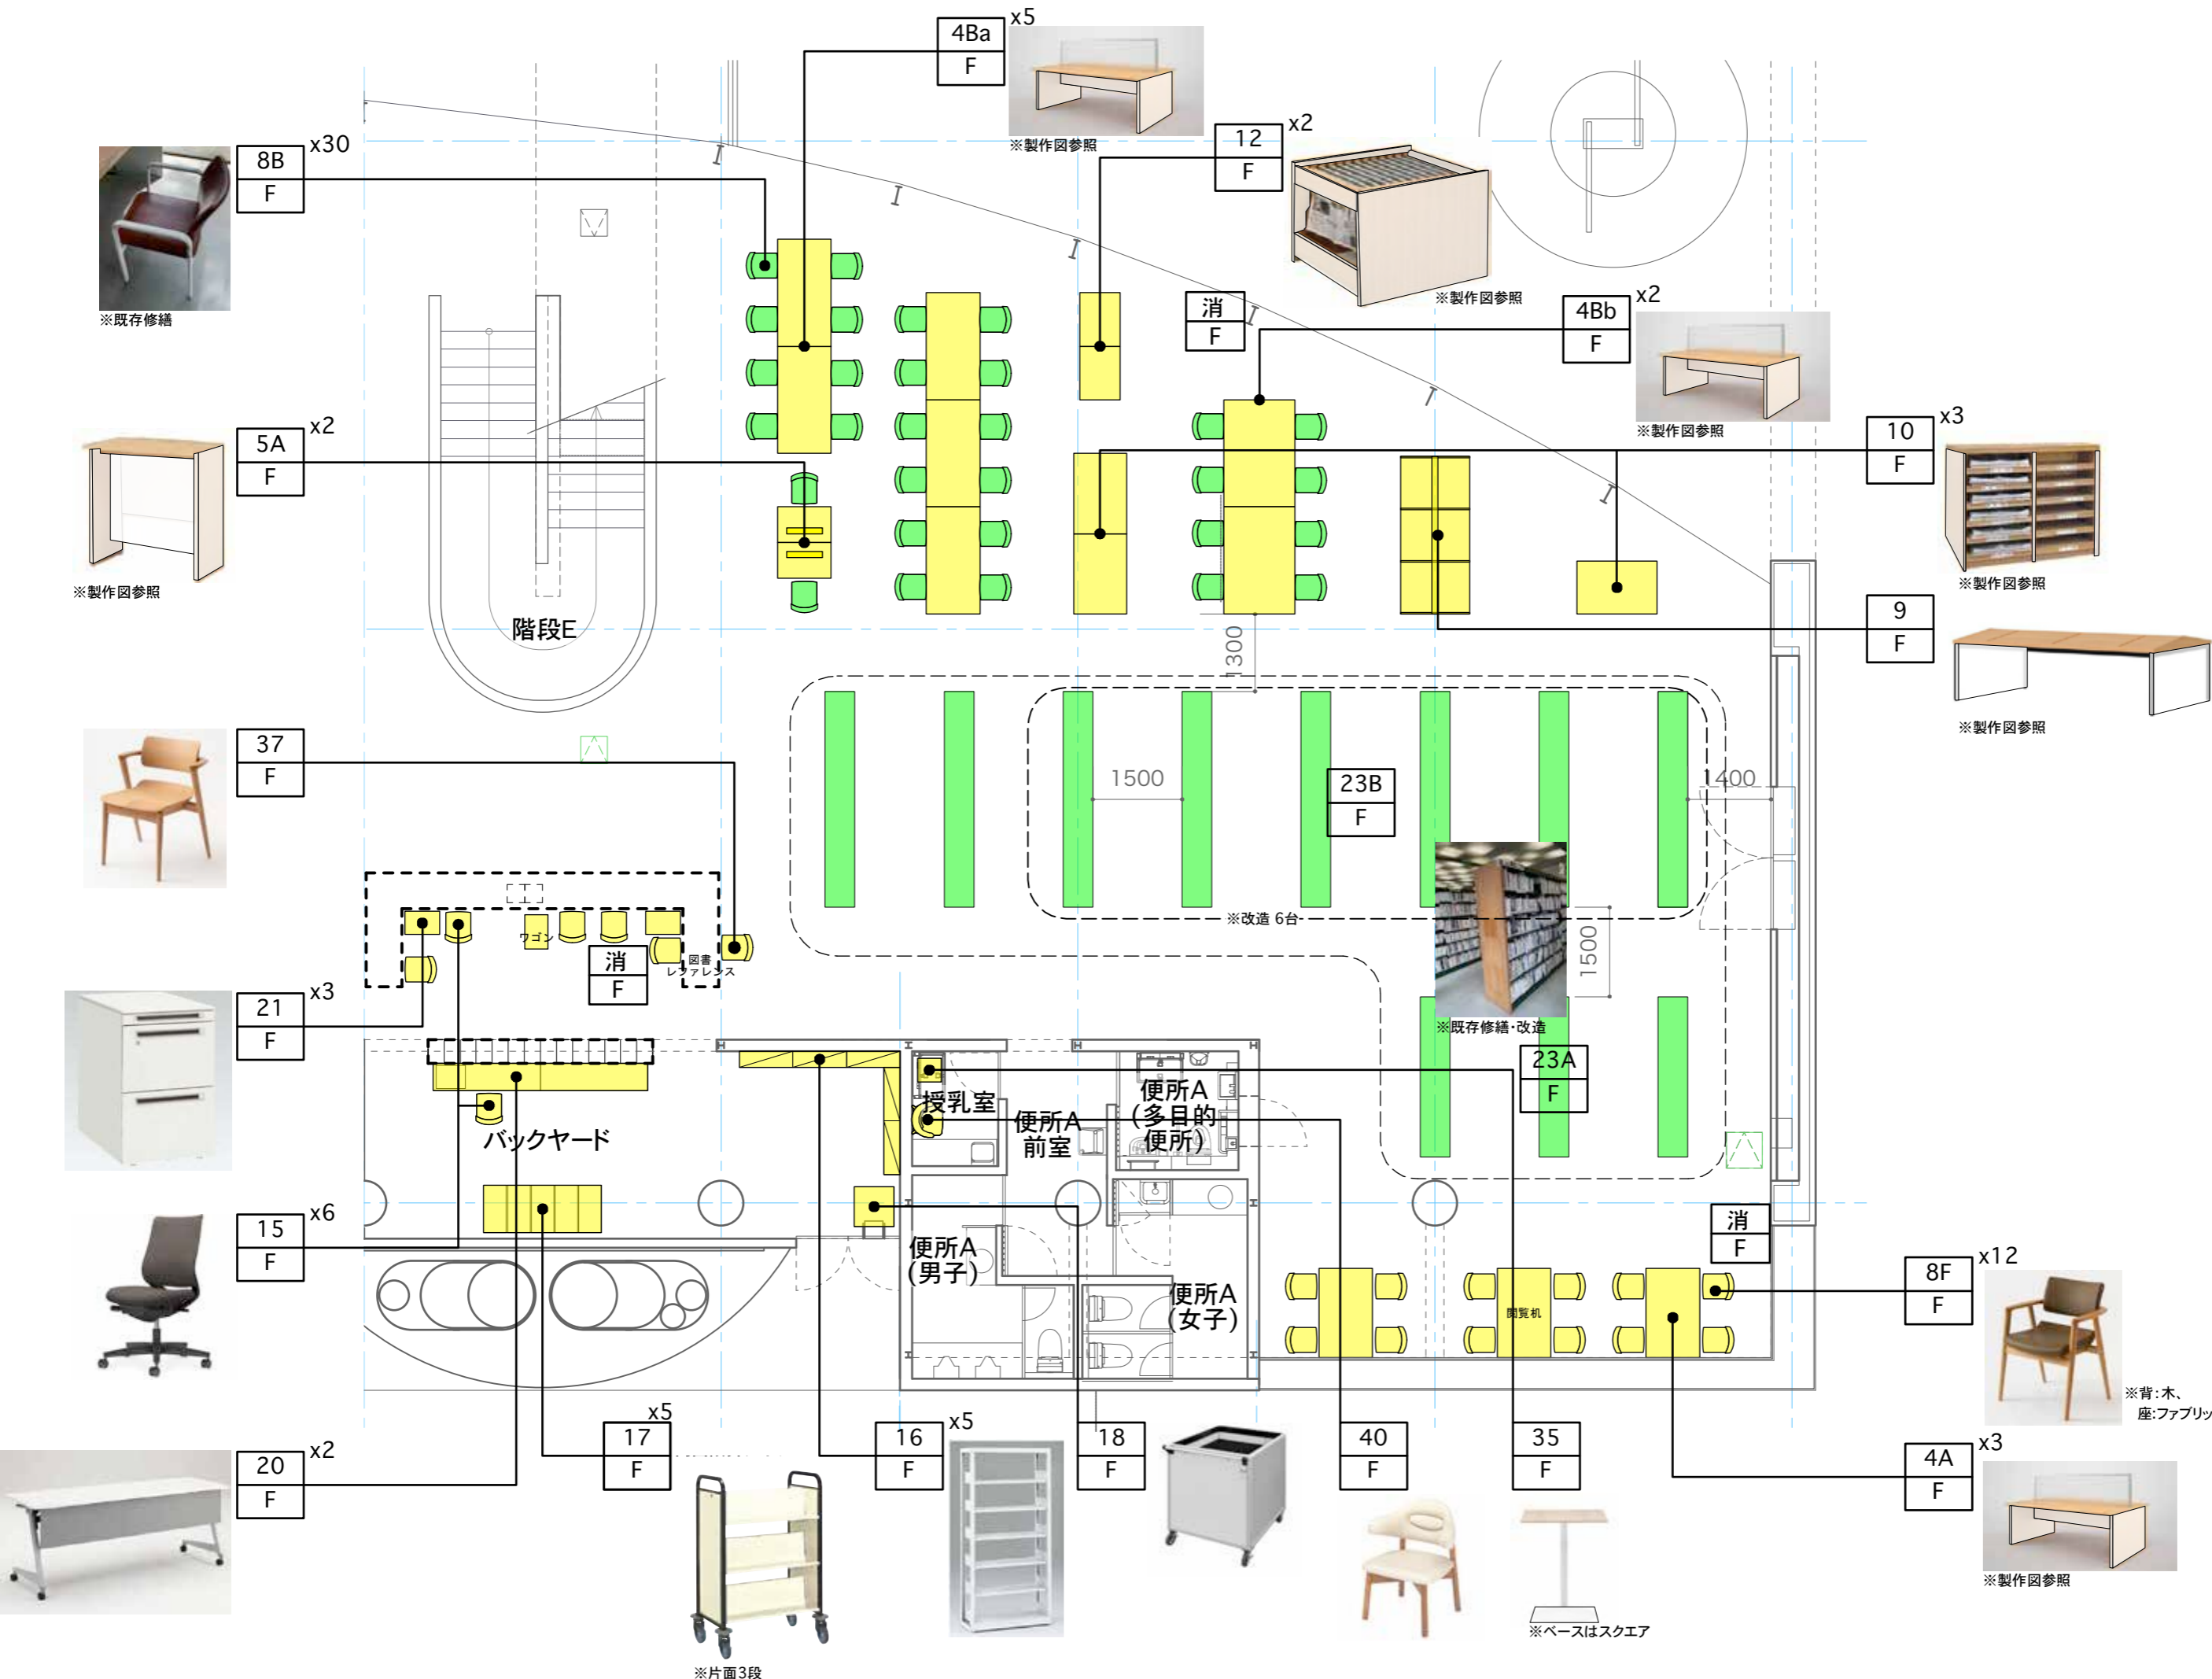 4Ba
F
x5
※製作図参照
12
F
x2
※製作図参照
8B
F
x30
※既存修繕
消
F
4Bb
F
x2
※製作図参照
5A
F
x2
※製作図参照
10
F
x3
※製作図参照
9
F
※製作図参照
階段E
1300
37
F
1500
23B
F
1400
※改造 6台
1500
※既存修繕・改造
23A
F
ワゴン
消
F
図書
レファレンス
21
F
x3
バックヤード
授乳室
便所A
前室
便所A
(多目的
便所)
15
F
x6
便所A
(男子)
便所A
(女子)
消
F
閲覧机
8F
F
x12
※背:木、
座:ファブリッ
20
F
x2
17
F
x5
※片面3段
16
F
x5
18
F
40
F
35
F
※ベースはスクエア
4A
F
x3
※製作図参照